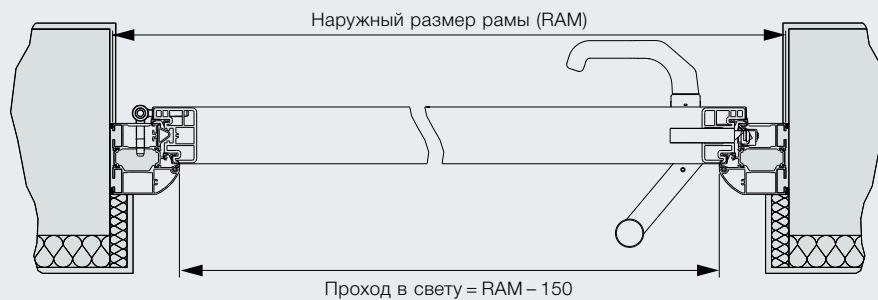 Наружный размер рамы (RAM)
Проход в свету = RAM – 150